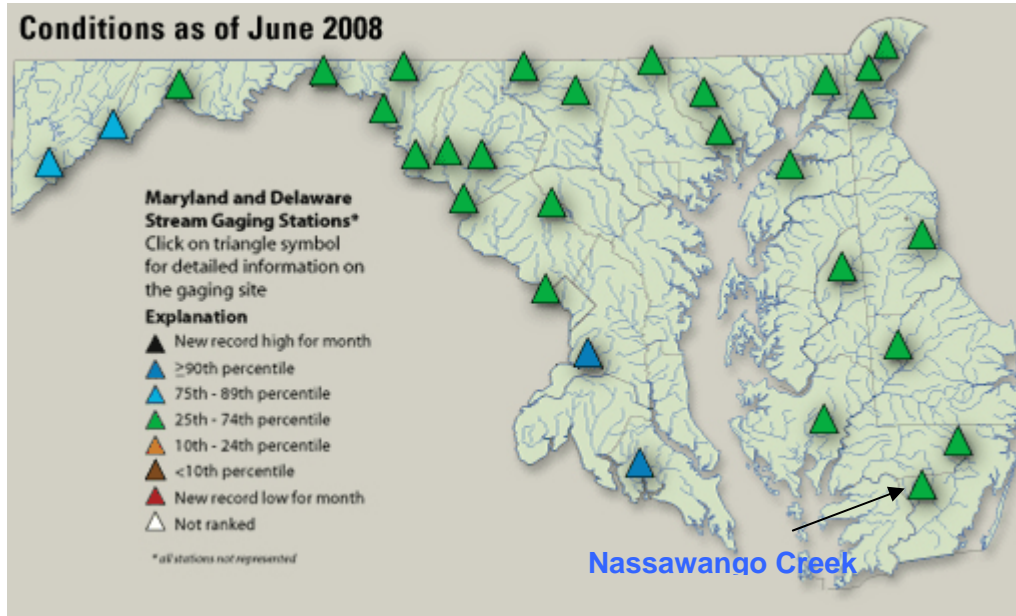 Conditions as of June 2008
Maryland and Delaware
Stream Gaging Stations*
Click on triangle symbol
for detailed information on
the gaging site
Explanation
New record high for month
≥90th percentile
75th - 89th percentile
25th - 74th percentile
10th - 24th percentile
<10th percentile
New record low for month
Not ranked
* all stations not represented
Nassawango Creek